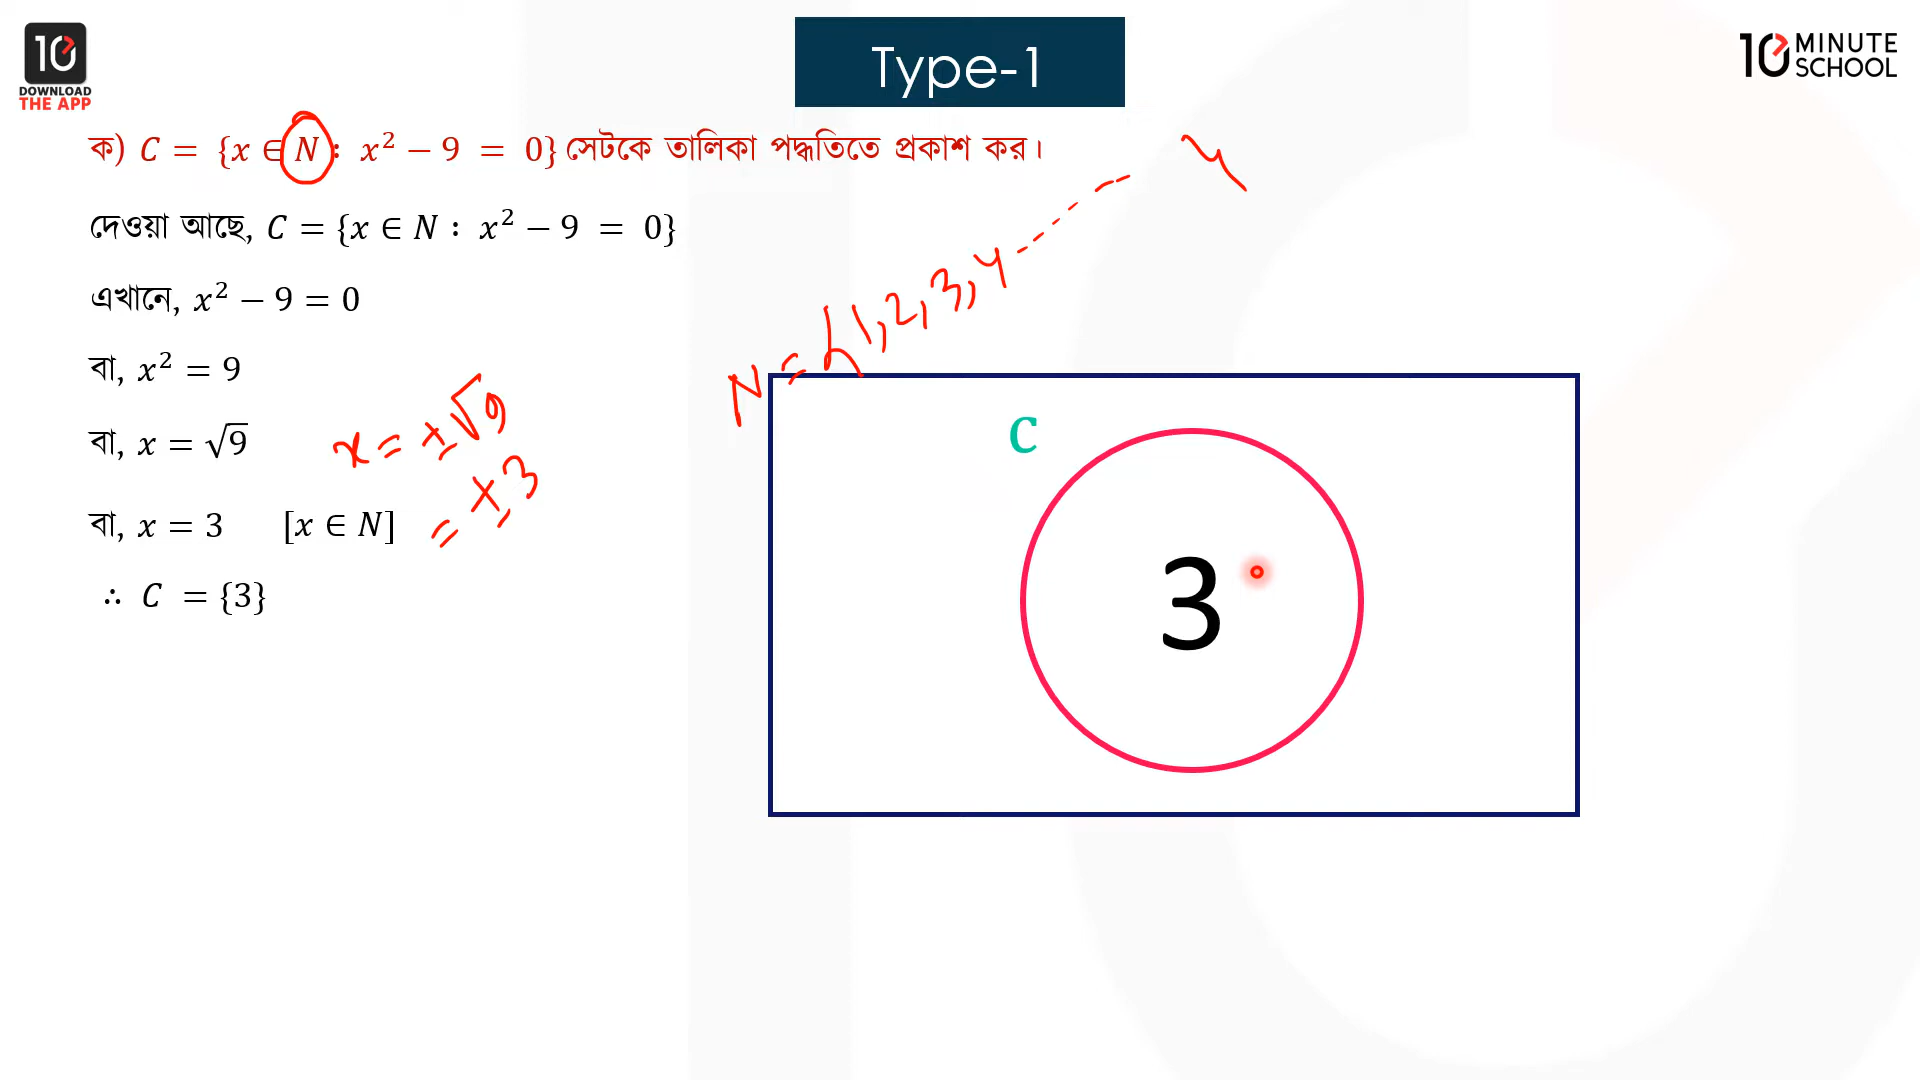 10
DOWNLOAD
THE APP
Type-1
10 MINUTE
SCHOOL
ক) C = {x ∈ N : x² − 9 = 0} সেটকে তালিকা পদ্ধতিতে প্রকাশ কর।
দেওয়া আছে, C = {x ∈ N : x² − 9 = 0}
এখানে, x² − 9 = 0
বা, x² = 9
বা, x = √9
বা, x = 3 [x ∈ N]
∴ C = {3}
x = ±√9
= ±3
N = {1, 2, 3, 4 ------- }
C
3